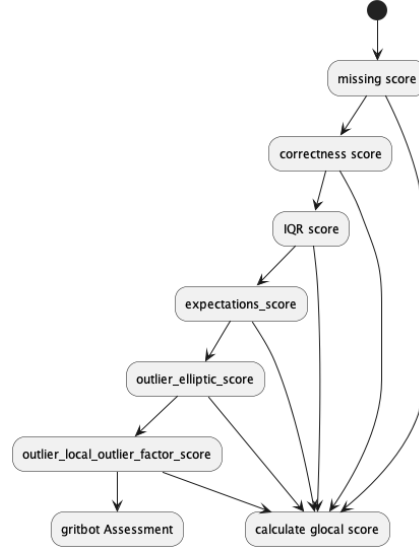 missing score
correctness score
IQR score
expectations_score
outlier_elliptic_score
outlier_local_outlier_factor_score
gritbot Assessment
calculate glocal score